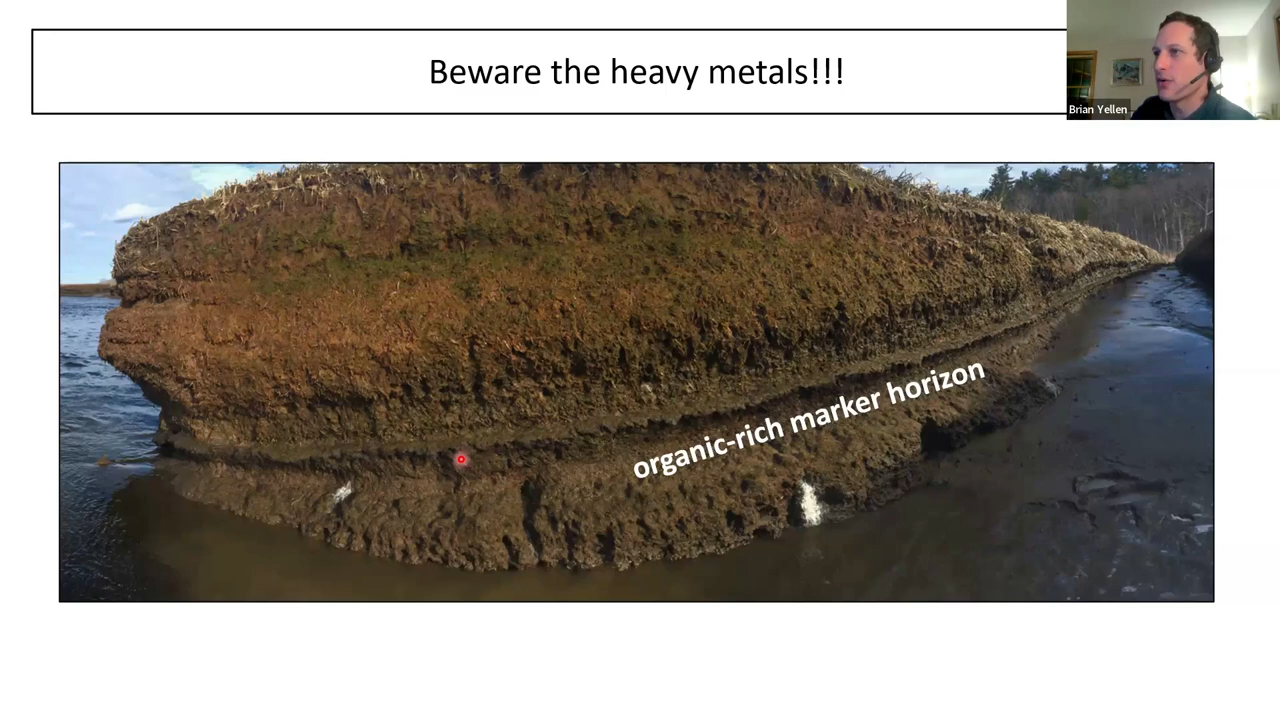 Beware the heavy metals!!!
Brian Yellen
organic-rich marker horizon